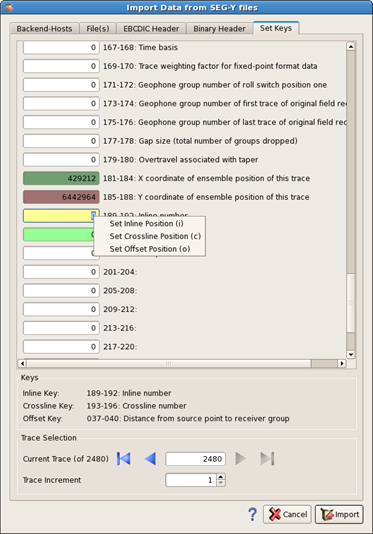 Import Data from SEG-Y files
Backend-Hosts File(s) EBCDIC Header Binary Header Set Keys
0 167-168: Time basis
0 169-170: Trace weighting factor for fixed-point format data
0 171-172: Geophone group number of roll switch position one
0 173-174: Geophone group number of first trace of original field rec
0 175-176: Geophone group number of last trace of original field rec
0 177-178: Gap size (total number of groups dropped)
0 179-180: Overtravel associated with taper
429212 181-184: X coordinate of ensemble position of this trace
6442964 185-188: Y coordinate of ensemble position of this trace
189-192: Inline number
Set Inline Position (i)
Set Crossline Position (c)
Set Offset Position (o)
0 201-204:
0 205-208:
0 209-212:
0 213-216:
0 217-220:
Keys
Inline Key: 189-192: Inline number
Crossline Key: 193-196: Crossline number
Offset Key: 037-040: Distance from source point to receiver group
Trace Selection
Current Trace (of 2480) 2480
Trace Increment 1
? Cancel Import